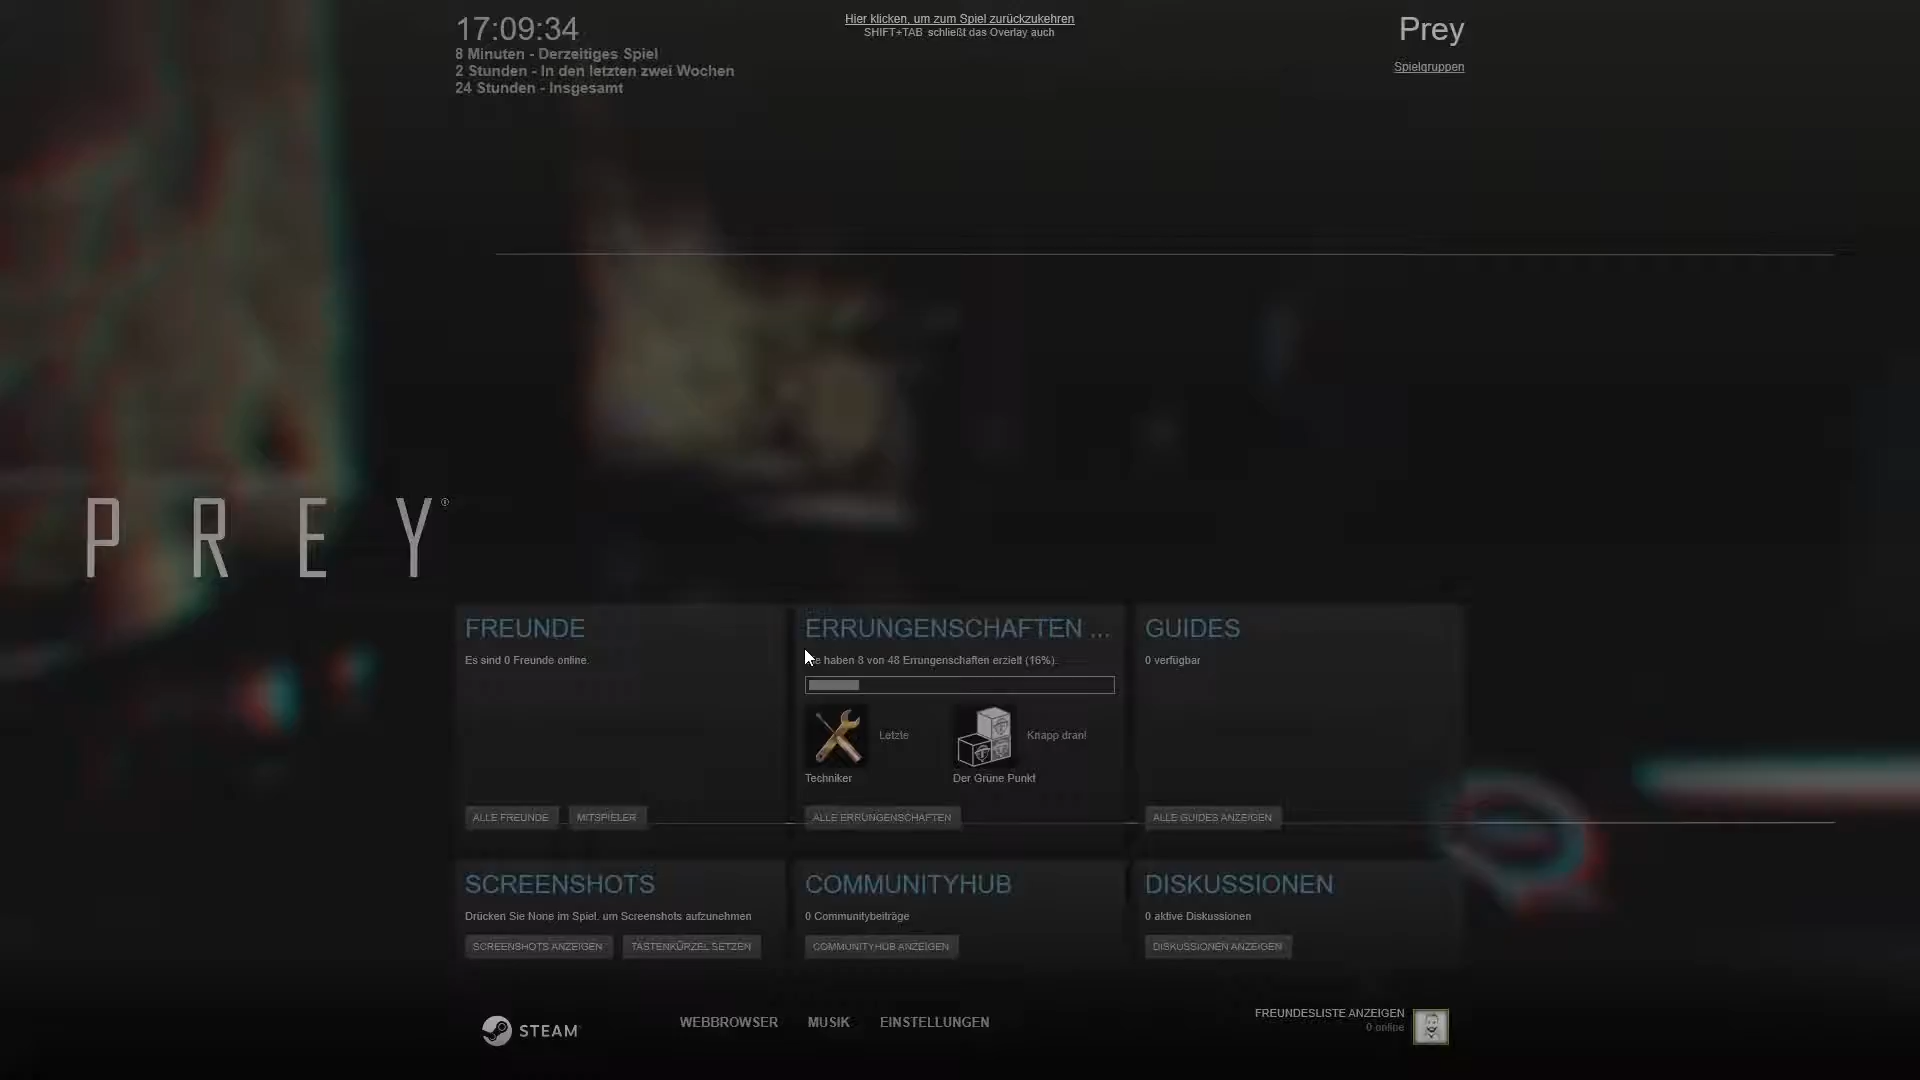 17:09:34
8 Minuten - Derzeitiges Spiel
2 Stunden - In den letzten zwei Wochen
24 Stunden - Insgesamt
Hier klicken, um zum Spiel zurückzukehren
SHIFT+TAB schließt das Overlay auch
Prey
Spielgruppen
PREY®
FREUNDE
Es sind 0 Freunde online.
ALLE FREUNDE
MITSPIELER
ERRUNGENSCHAFTEN ...
haben 8 von 48 Errungenschaften erzielt (16%).
Letzte
Techniker
Knapp dran!
Der Grüne Punkt
ALLE ERRUNGENSCHAFTEN
GUIDES
0 verfügbar
ALLE GUIDES ANZEIGEN
SCREENSHOTS
Drücken Sie None im Spiel, um Screenshots aufzunehmen
SCREENSHOTS ANZEIGEN
TASTENKÜRZEL SETZEN
COMMUNITYHUB
0 Communitybeiträge
COMMUNITYHUB ANZEIGEN
DISKUSSIONEN
0 aktive Diskussionen
DISKUSSIONEN ANZEIGEN
STEAM
WEBBROWSER
MUSIK
EINSTELLUNGEN
FREUNDESLISTE ANZEIGEN
0 online